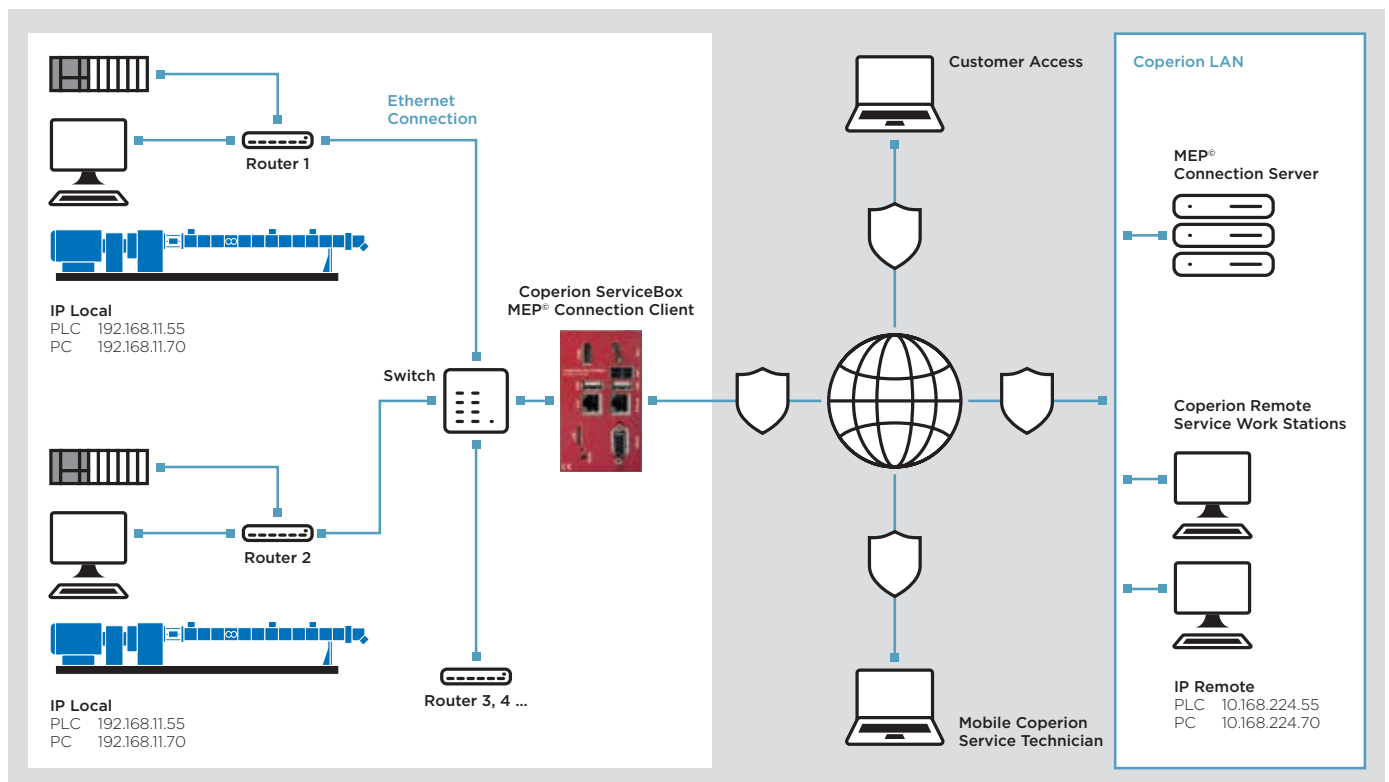 Customer Access
Coperion LAN
Ethernet
Connection
Router 1
MEP©
Connection Server
IP Local
PLC 192.168.11.55
PC 192.168.11.70
Coperion ServiceBox
MEP© Connection Client
Switch
Coperion Remote
Service Work Stations
Router 2
IP Local
PLC 192.168.11.55
PC 192.168.11.70
Router 3, 4 ...
Mobile Coperion
Service Technician
IP Remote
PLC 10.168.224.55
PC 10.168.224.70